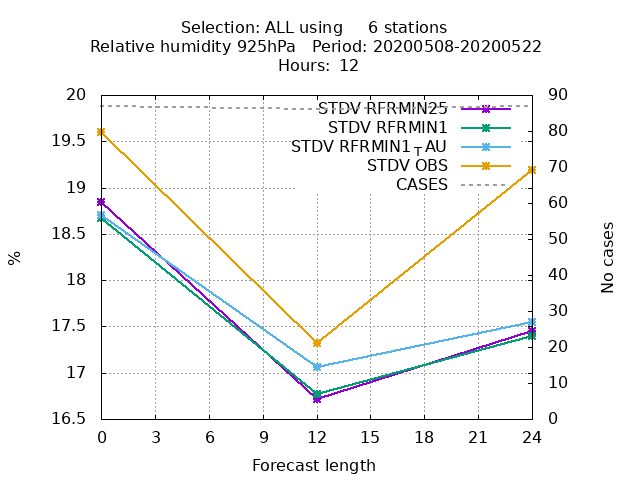 Selection: ALL using     6 stations
Relative humidity 925hPa   Period: 20200508-20200522
Hours:  12
20
19.5
19
18.5
18
17.5
17
16.5
%
STDV RFRMIN25
STDV RFRMIN1
STDV RFRMIN1TAU
STDV OBS
CASES
90
80
70
60
50
40
30
20
10
0
No cases
0 3 6 9 12 15 18 21 24
Forecast length